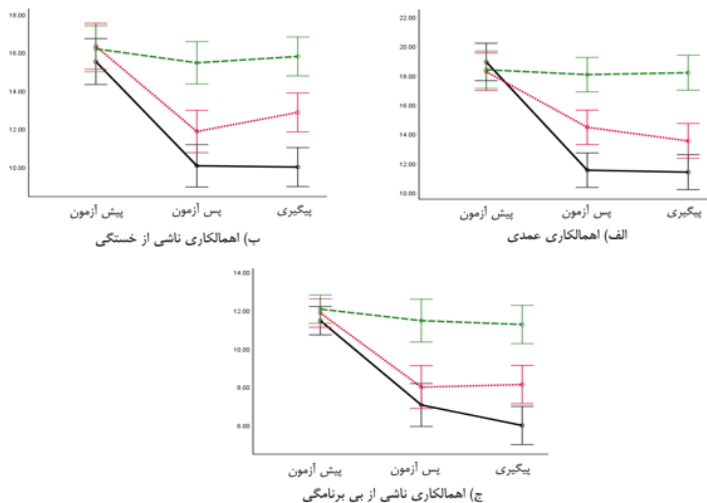 22.00
20.00
18.00
16.00
14.00
12.00
10.00
پیش آزمون
پس آزمون
پیگیری
الف) اهمالکاری عمدی
18.00
16.00
14.00
12.00
10.00
پیش آزمون
پس آزمون
پیگیری
ب) اهمالکاری ناشی از خستگی
14.00
12.00
10.00
8.00
6.00
پیش آزمون
پس آزمون
پیگیری
ج) اهمالکاری ناشی از بی برنامگی